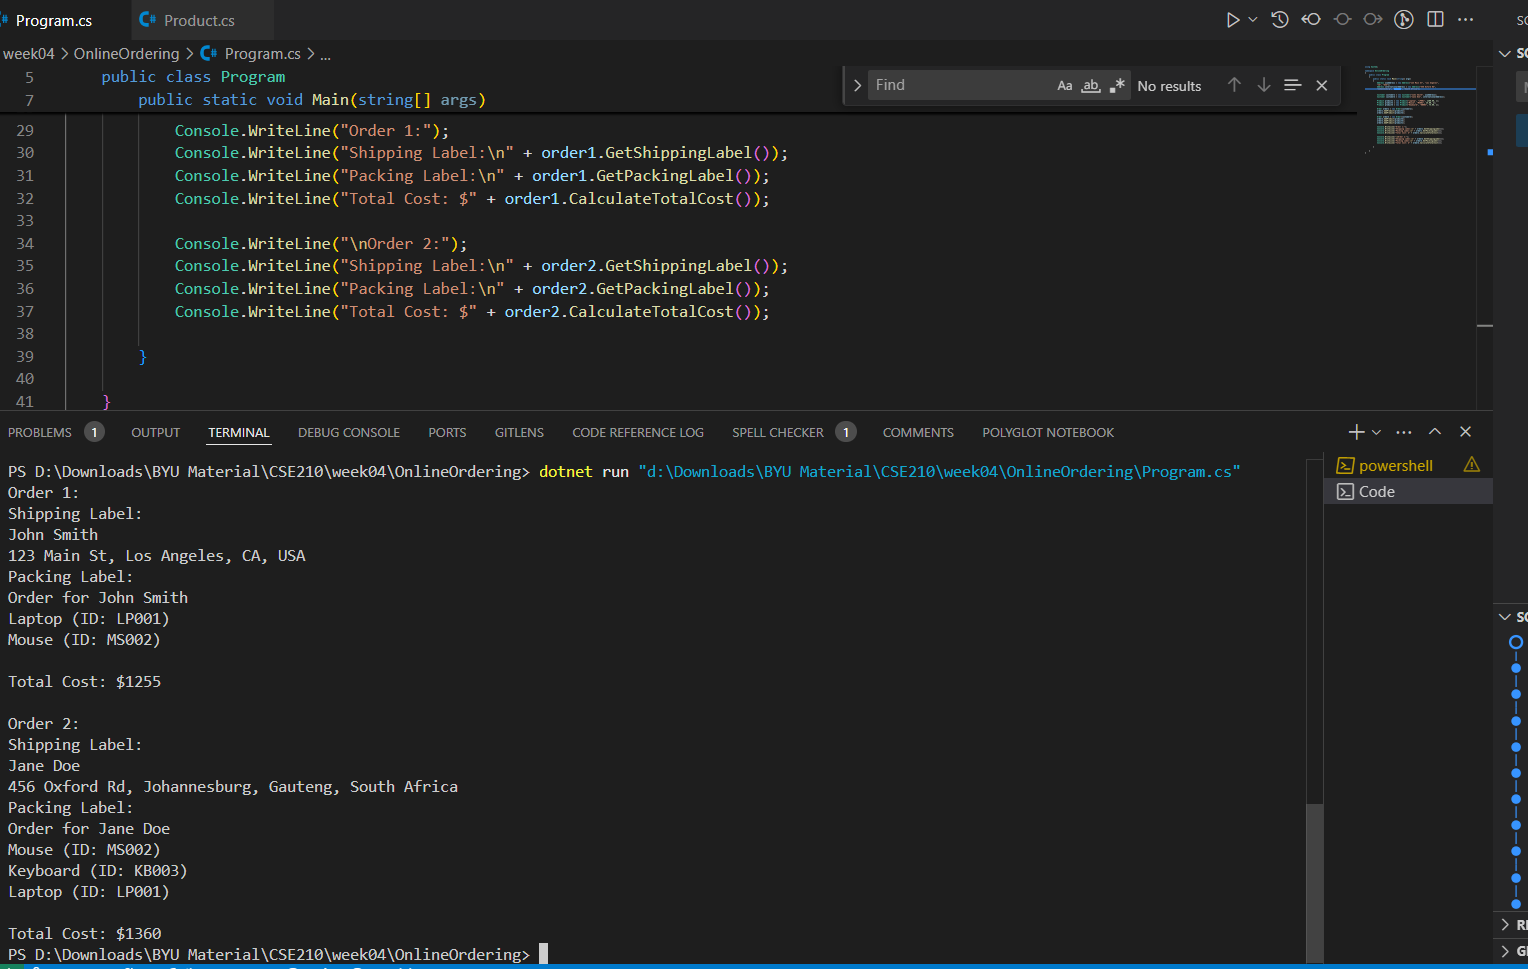 Program.cs
Product.cs
week04 > OnlineOrdering > Program.cs > ...
5 public class Program
7 public static void Main(string[] args)
Find Aa ab .* No results
29 Console.WriteLine("Order 1:");
30 Console.WriteLine("Shipping Label:\n" + order1.GetShippingLabel());
31 Console.WriteLine("Packing Label:\n" + order1.GetPackingLabel());
32 Console.WriteLine("Total Cost: $" + order1.CalculateTotalCost());
33
34 Console.WriteLine("\nOrder 2:");
35 Console.WriteLine("Shipping Label:\n" + order2.GetShippingLabel());
36 Console.WriteLine("Packing Label:\n" + order2.GetPackingLabel());
37 Console.WriteLine("Total Cost: $" + order2.CalculateTotalCost());
38
39 }
40
41 }
PROBLEMS 1 OUTPUT TERMINAL DEBUG CONSOLE PORTS GITLENS CODE REFERENCE LOG SPELL CHECKER 1 COMMENTS POLYGLOT NOTEBOOK
PS D:\Downloads\BYU Material\CSE210\week04\OnlineOrdering> dotnet run "d:\Downloads\BYU Material\CSE210\week04\OnlineOrdering\Program.cs"
Order 1:
Shipping Label:
John Smith
123 Main St, Los Angeles, CA, USA
Packing Label:
Order for John Smith
Laptop (ID: LP001)
Mouse (ID: MS002)
Total Cost: $1255
Order 2:
Shipping Label:
Jane Doe
456 Oxford Rd, Johannesburg, Gauteng, South Africa
Packing Label:
Order for Jane Doe
Mouse (ID: MS002)
Keyboard (ID: KB003)
Laptop (ID: LP001)
Total Cost: $1360
PS D:\Downloads\BYU Material\CSE210\week04\OnlineOrdering>
powershell
Code